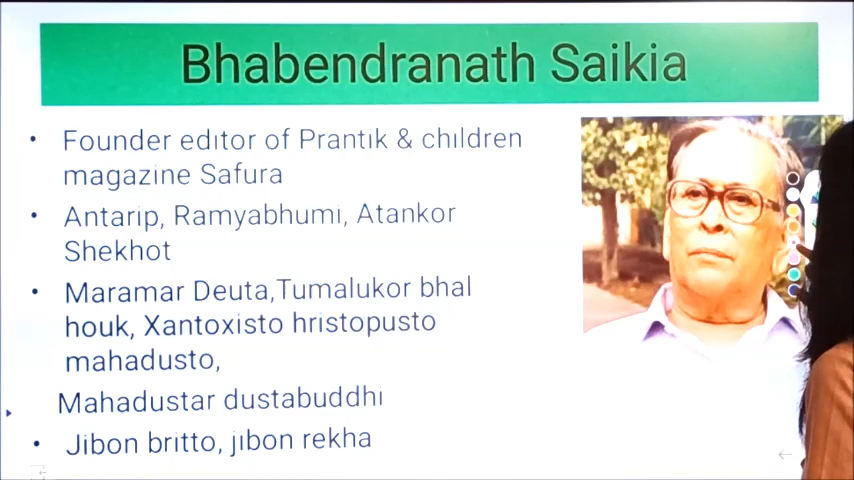 Bhabendranath Saikia
• Founder editor of Prantik & children
magazine Safura
• Antarip, Ramyabhumi, Atankor
Shekhot
• Maramar Deuta,Tumalukor bhal
houk, Xantoxisto hristopusto
mahadusto,
Mahadustar dustabuddhi
• Jibon britto, jibon rekha